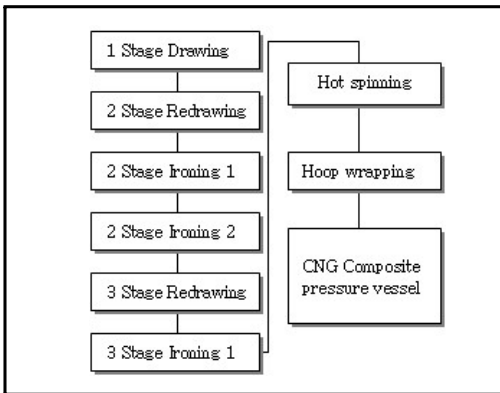 1 Stage Drawing
2 Stage Redrawing
2 Stage Ironing 1
2 Stage Ironing 2
3 Stage Redrawing
3 Stage Ironing 1
Hot spinning
Hoop wrapping
CNG Composite
pressure vessel